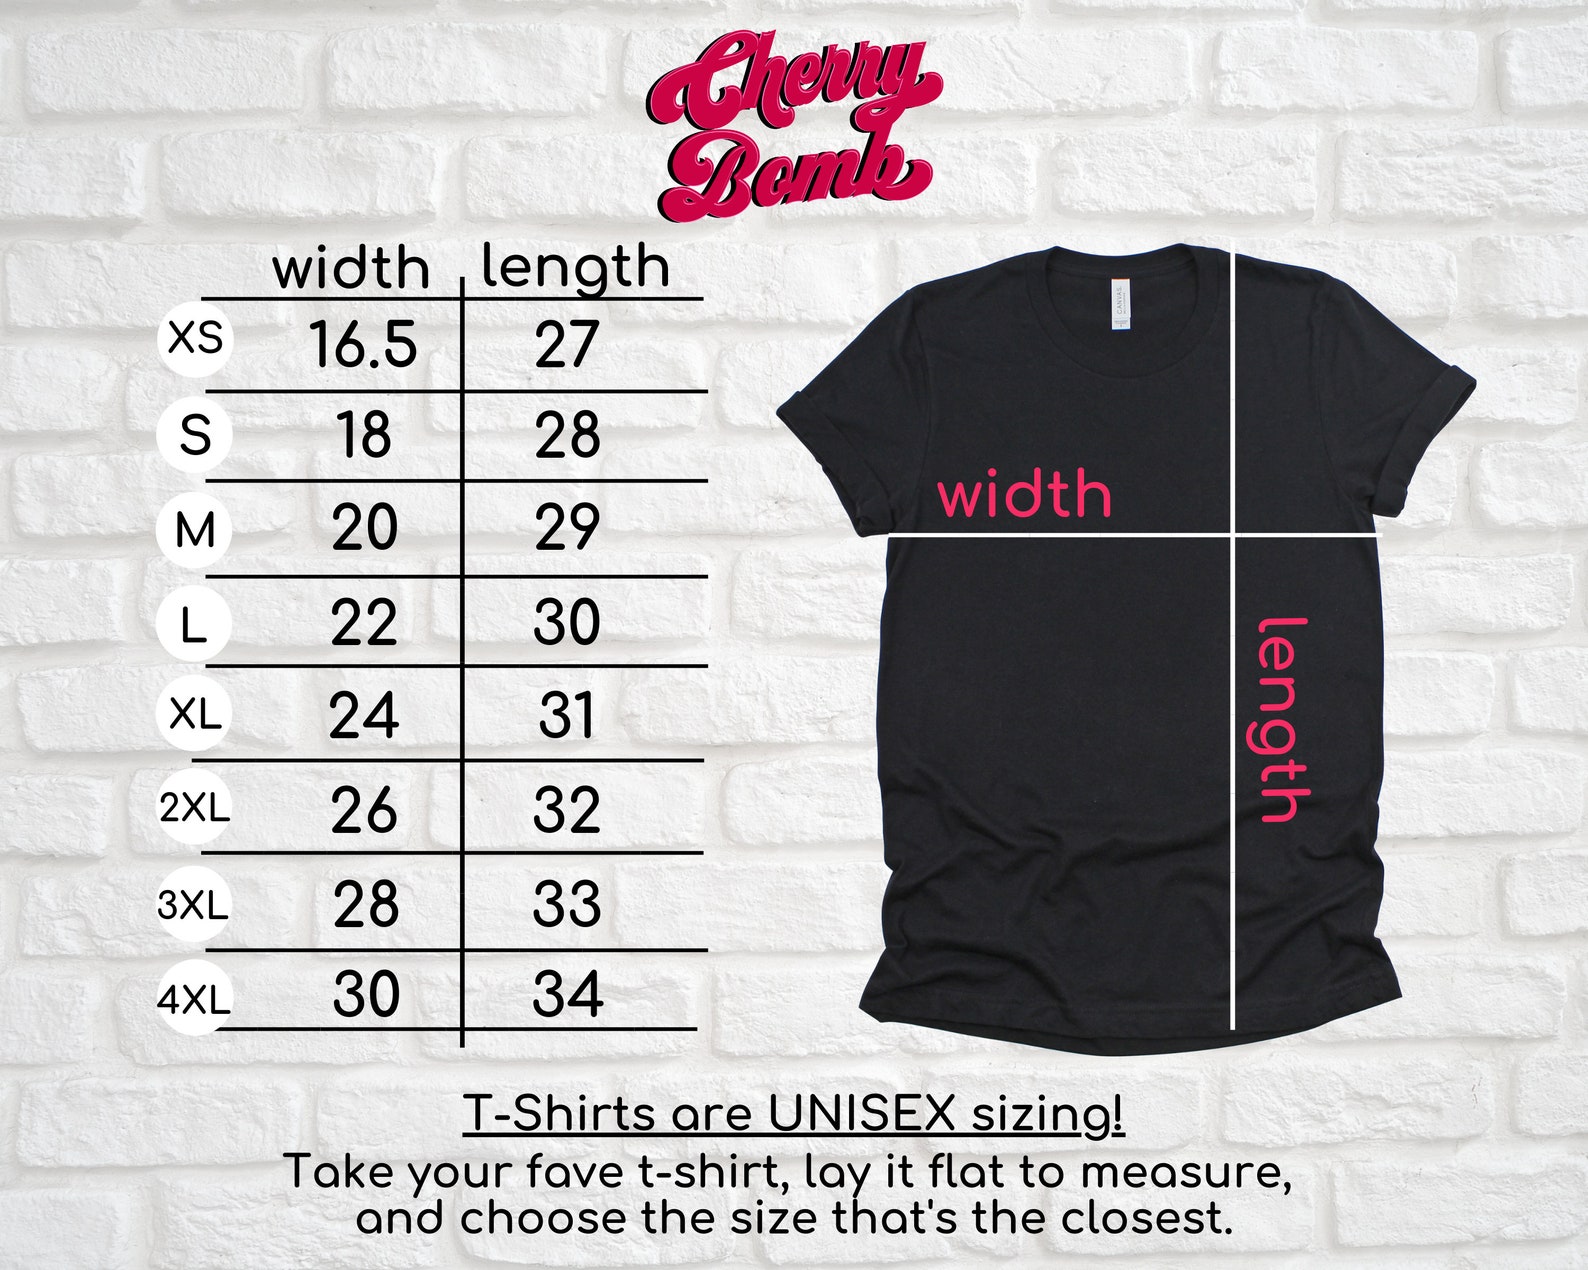 Cherry
Bomb
width length
XS 16.5 27
S 18 28
M 20 29
L 22 30
XL 24 31
2XL 26 32
3XL 28 33
4XL 30 34
CANVAS
width
length
T-Shirts are UNISEX sizing!
Take your fave t-shirt, lay it flat to measure,
and choose the size that's the closest.